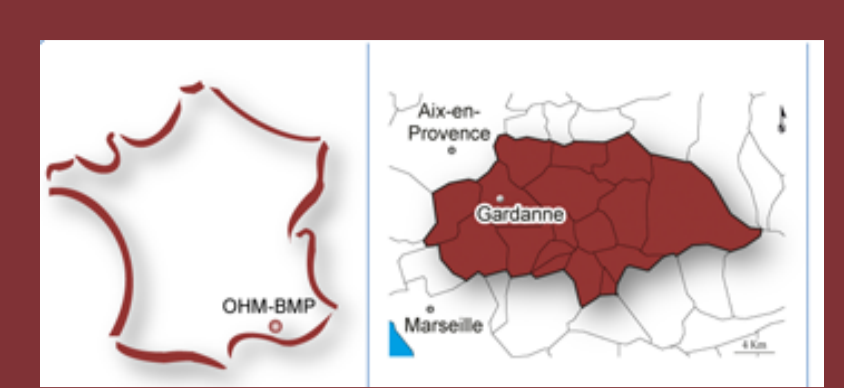 OHM-BMP
Aix-en-
Provence
Gardanne
Marseille
4 Km